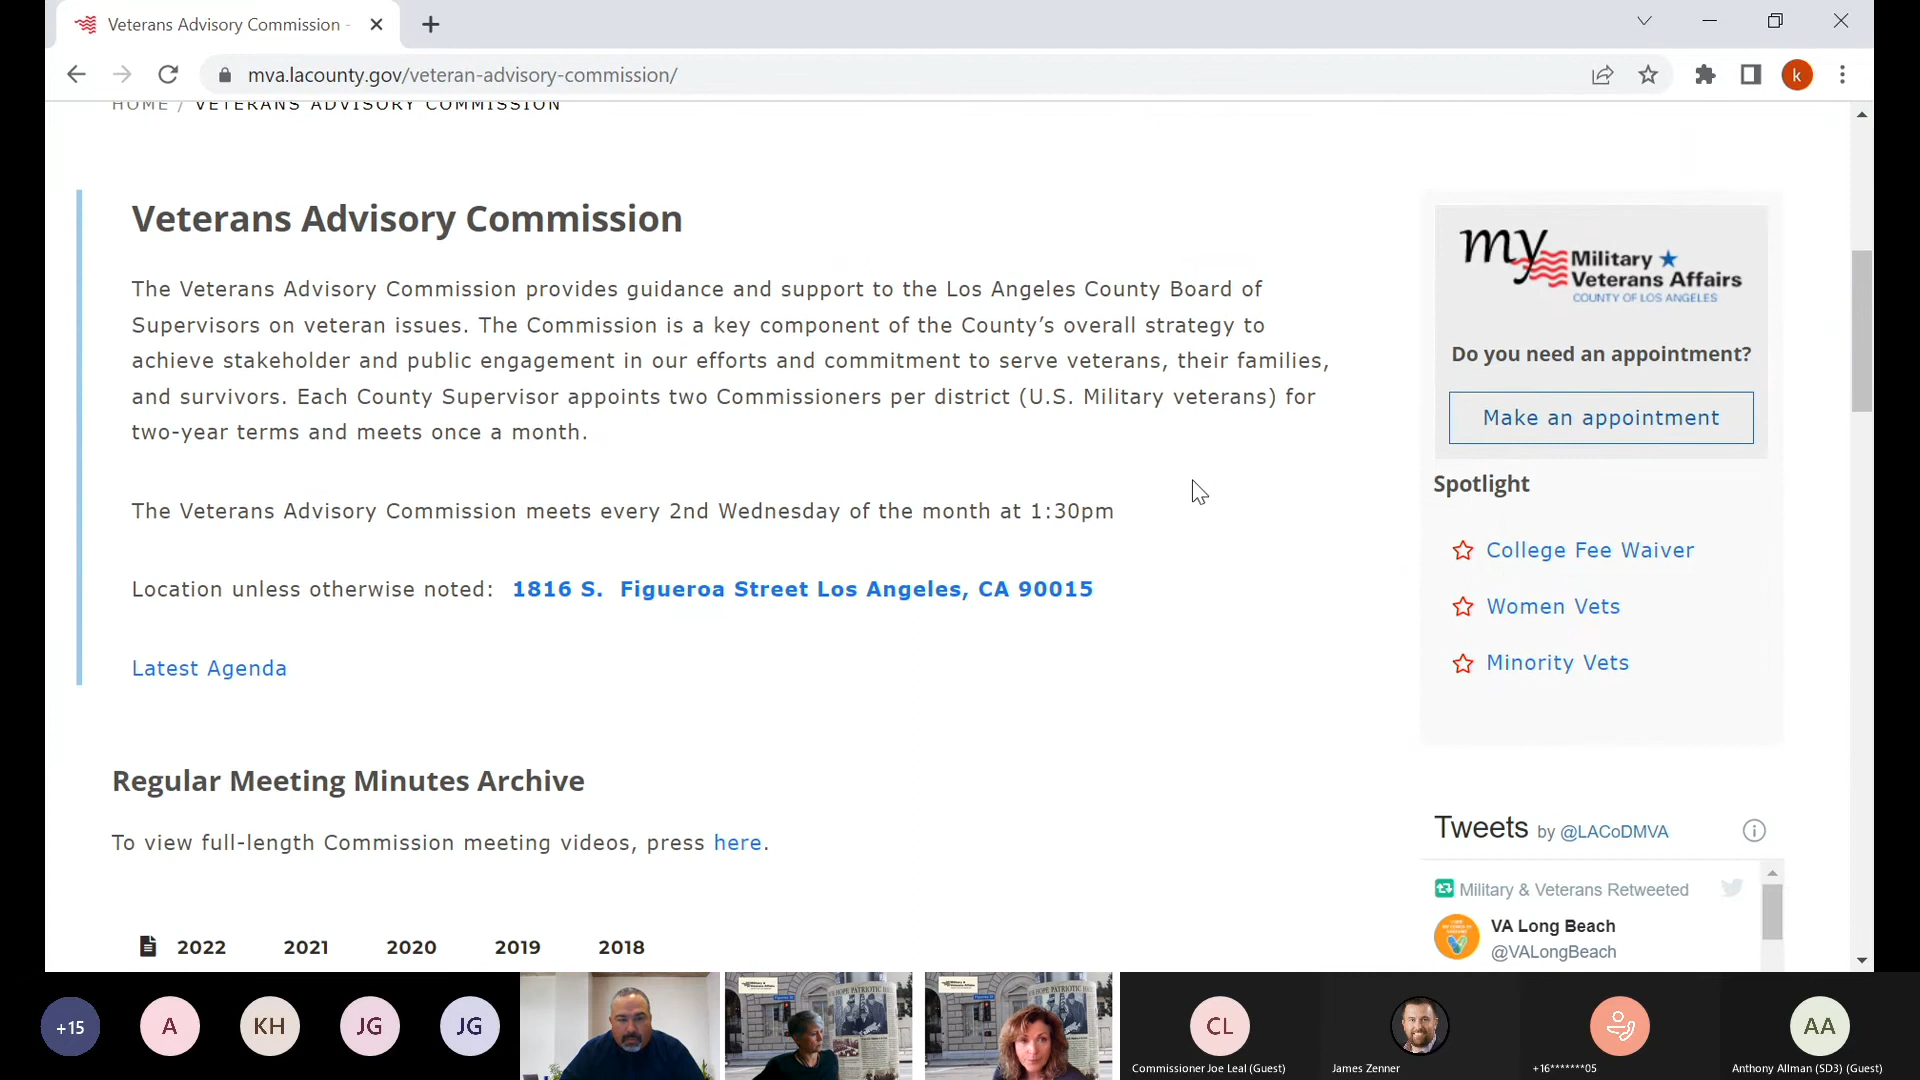 Veterans Advisory Commission -
mva.lacounty.gov/veteran-advisory-commission/
k
HOME / VETERANS ADVISORY COMMISSION
Veterans Advisory Commission
The Veterans Advisory Commission provides guidance and support to the Los Angeles County Board of
Supervisors on veteran issues. The Commission is a key component of the County’s overall strategy to
achieve stakeholder and public engagement in our efforts and commitment to serve veterans, their families,
and survivors. Each County Supervisor appoints two Commissioners per district (U.S. Military veterans) for
two-year terms and meets once a month.
The Veterans Advisory Commission meets every 2nd Wednesday of the month at 1:30pm
Location unless otherwise noted: 1816 S. Figueroa Street Los Angeles, CA 90015
Latest Agenda
Regular Meeting Minutes Archive
To view full-length Commission meeting videos, press here.
2022 2021 2020 2019 2018
my Military
Veterans Affairs
COUNTY OF LOS ANGELES
Do you need an appointment?
Make an appointment
Spotlight
College Fee Waiver
Women Vets
Minority Vets
Tweets by @LACoDMVA
Military & Veterans Retweeted
VA Long Beach
@VALongBeach
+15
A
KH
JG
JG
CL
Commissioner Joe Leal (Guest)
James Zenner
+16*******05
AA
Anthony Allman (SD3) (Guest)